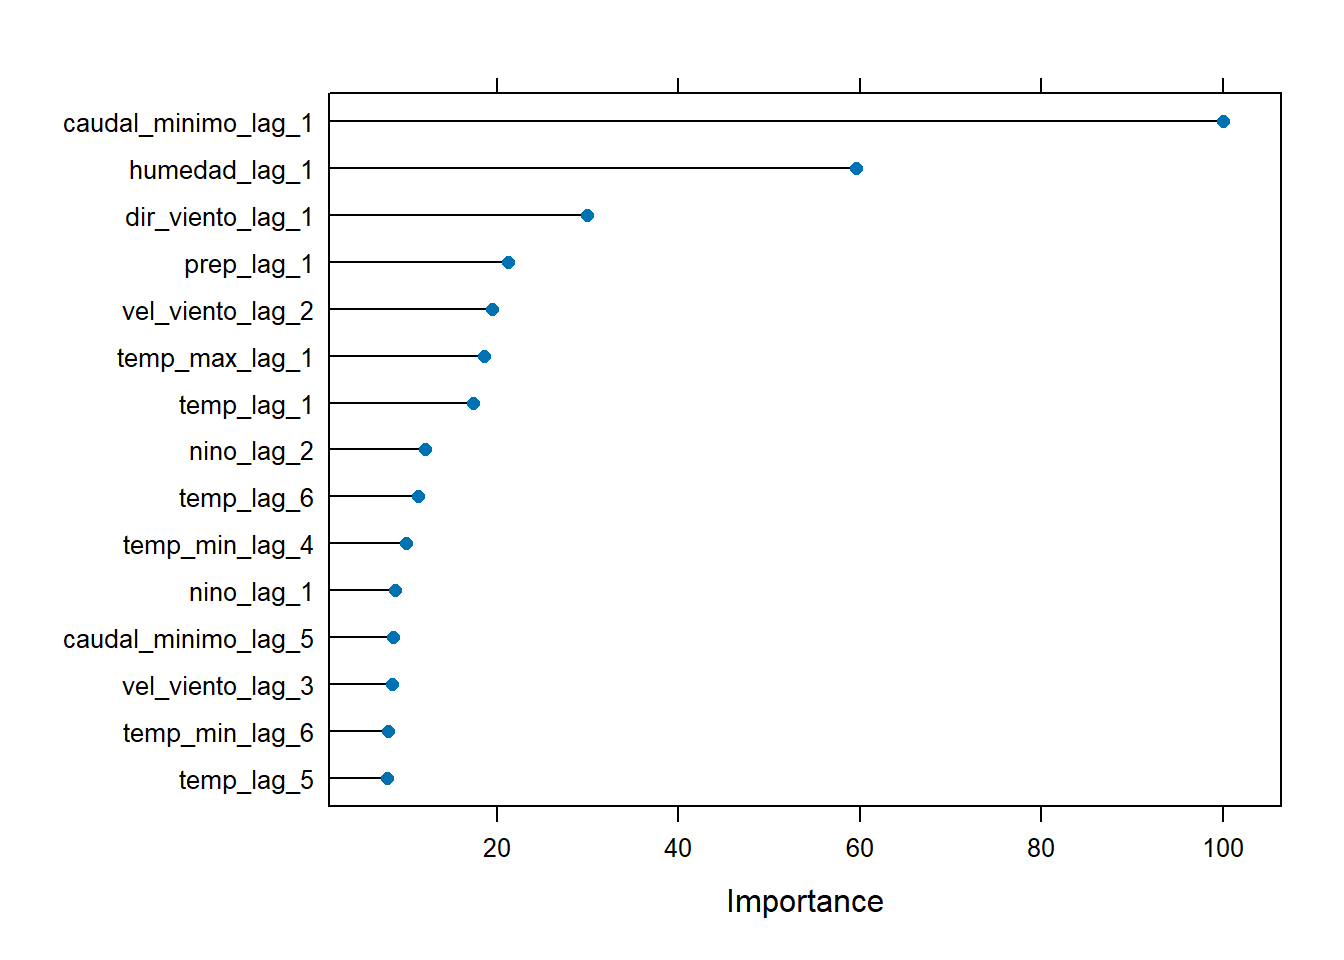 caudal_minimo_lag_1
humedad_lag_1
dir_viento_lag_1
prep_lag_1
vel_viento_lag_2
temp_max_lag_1
temp_lag_1
nino_lag_2
temp_lag_6
temp_min_lag_4
nino_lag_1
caudal_minimo_lag_5
vel_viento_lag_3
temp_min_lag_6
temp_lag_5
20 40 60 80 100
Importance